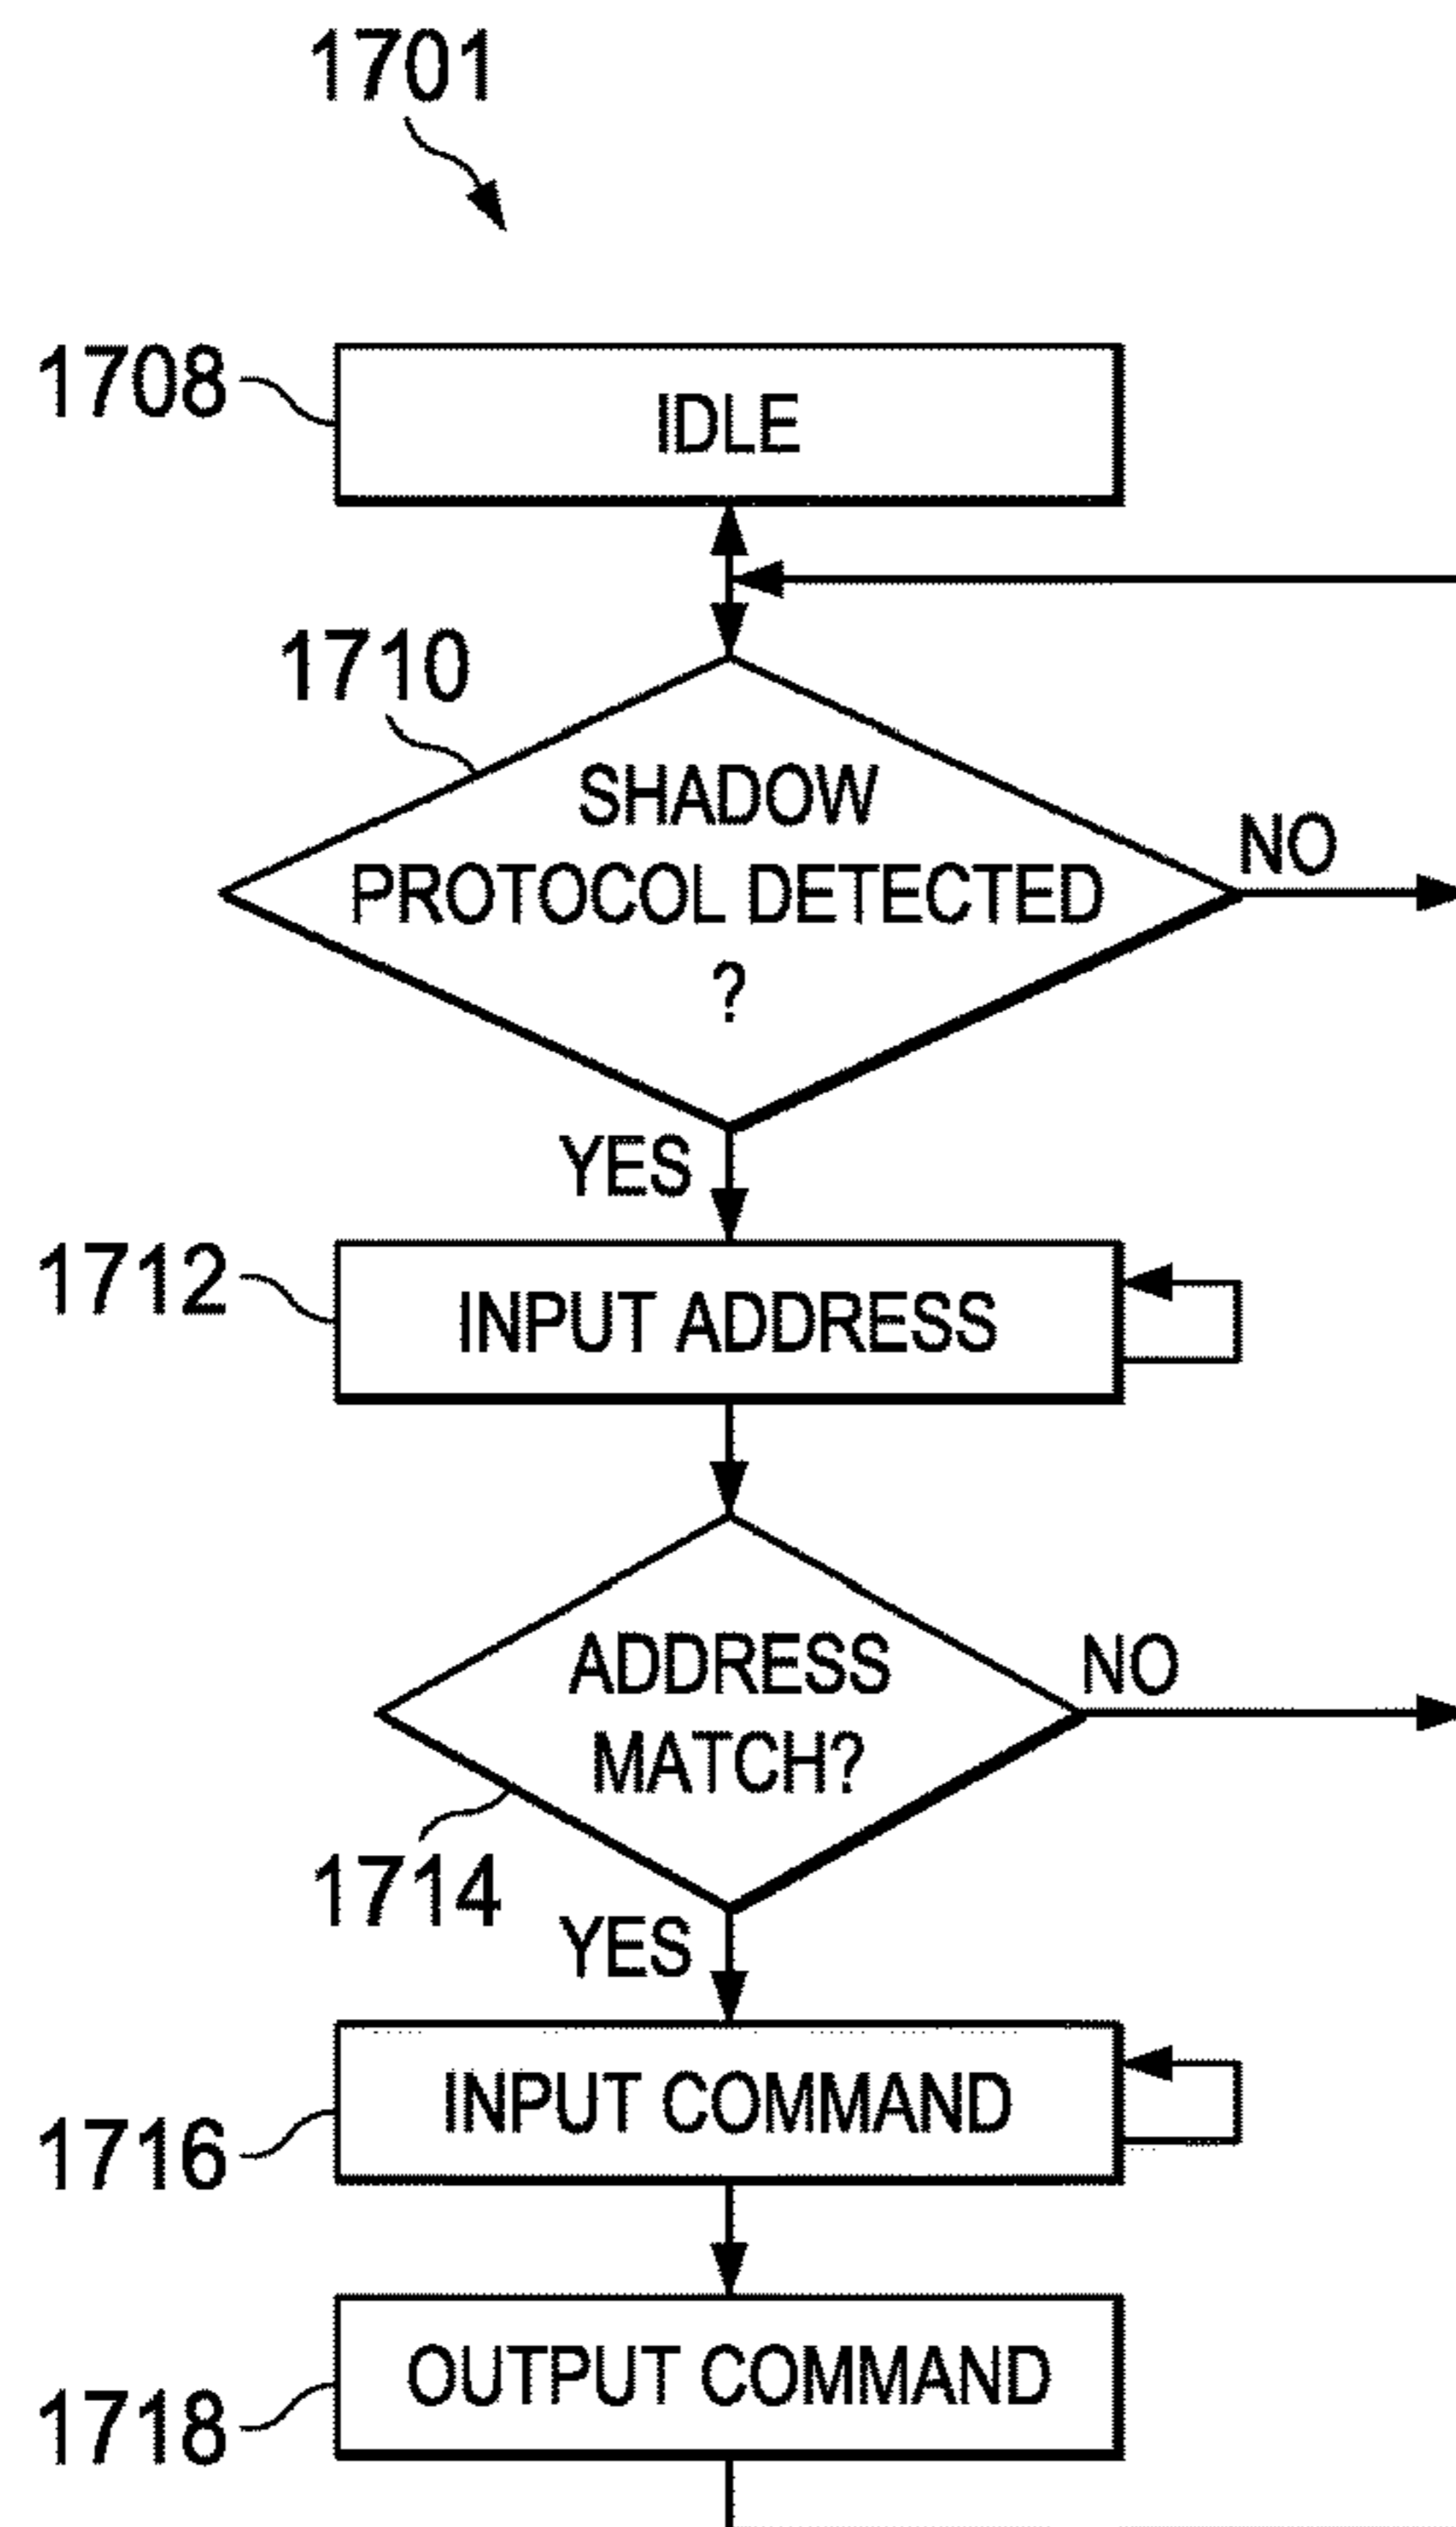 1701
1708
IDLE
1710
SHADOW
PROTOCOL DETECTED
?
NO
YES
1712
INPUT ADDRESS
ADDRESS
MATCH?
NO
1714
YES
INPUT COMMAND
1716
OUTPUT COMMAND
1718